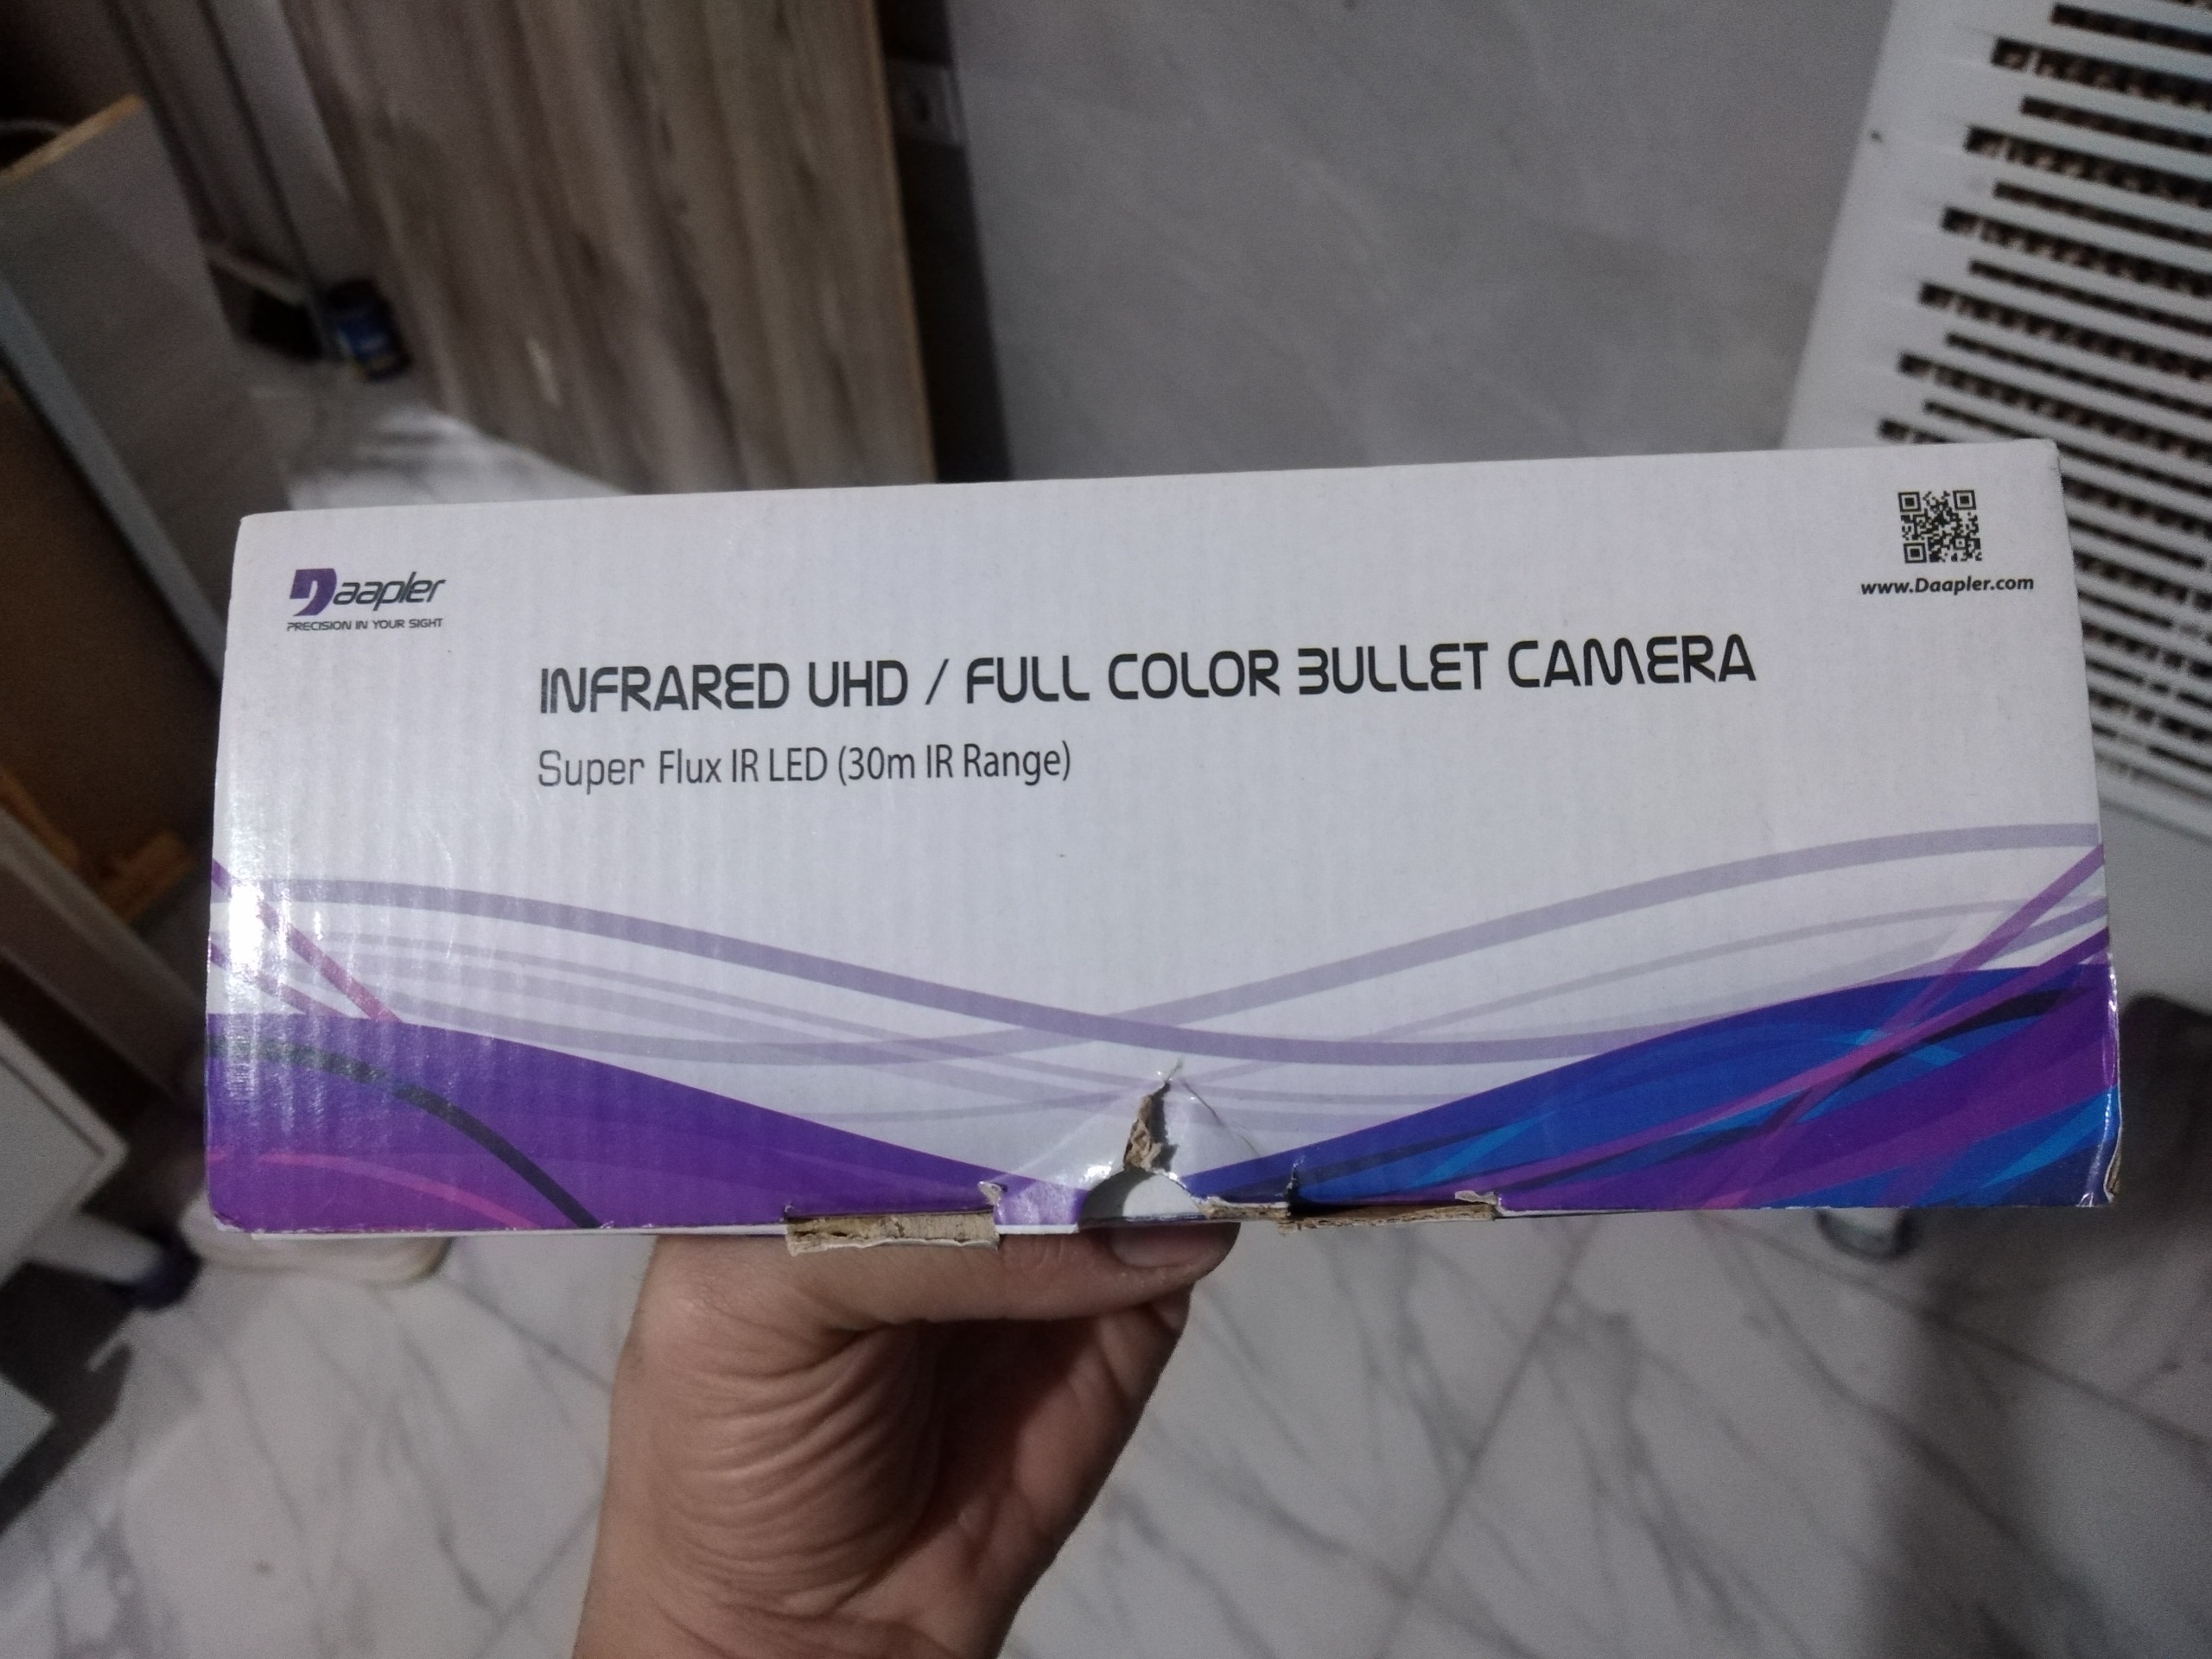 Daapler
PRECISION IN YOUR SIGHT
www.Daapler.com
INFRARED UHD / FULL COLOR BULLET CAMERA
Super Flux IR LED (30m IR Range)